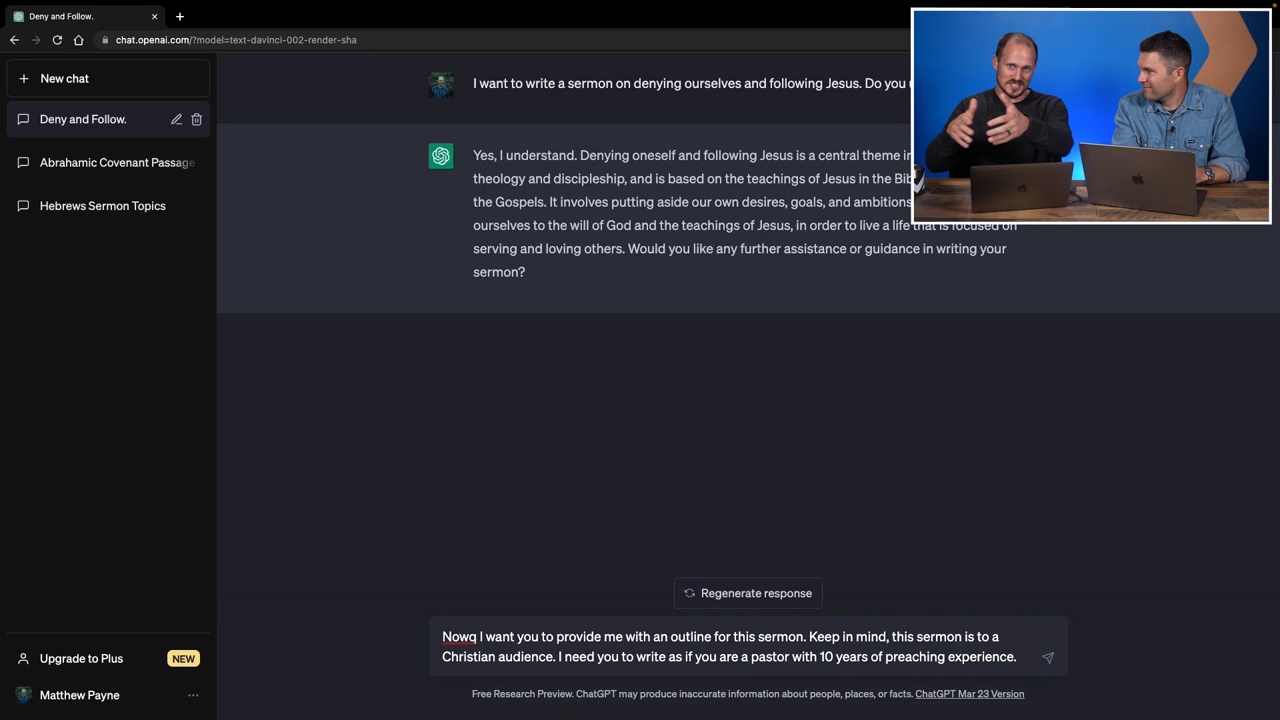 Deny and Follow.
chat.openai.com/?model=text-davinci-002-render-sha
New chat
Deny and Follow.
Abrahamic Covenant Passage
Hebrews Sermon Topics
I want to write a sermon on denying ourselves and following Jesus. Do you
Yes, I understand. Denying oneself and following Jesus is a central theme in
theology and discipleship, and is based on the teachings of Jesus in the Bib
the Gospels. It involves putting aside our own desires, goals, and ambitions
ourselves to the will of God and the teachings of Jesus, in order to live a life that is focused on
serving and loving others. Would you like any further assistance or guidance in writing your
sermon?
Regenerate response
Nowq I want you to provide me with an outline for this sermon. Keep in mind, this sermon is to a
Christian audience. I need you to write as if you are a pastor with 10 years of preaching experience.
Free Research Preview. ChatGPT may produce inaccurate information about people, places, or facts. ChatGPT Mar 23 Version
Upgrade to Plus NEW
Matthew Payne